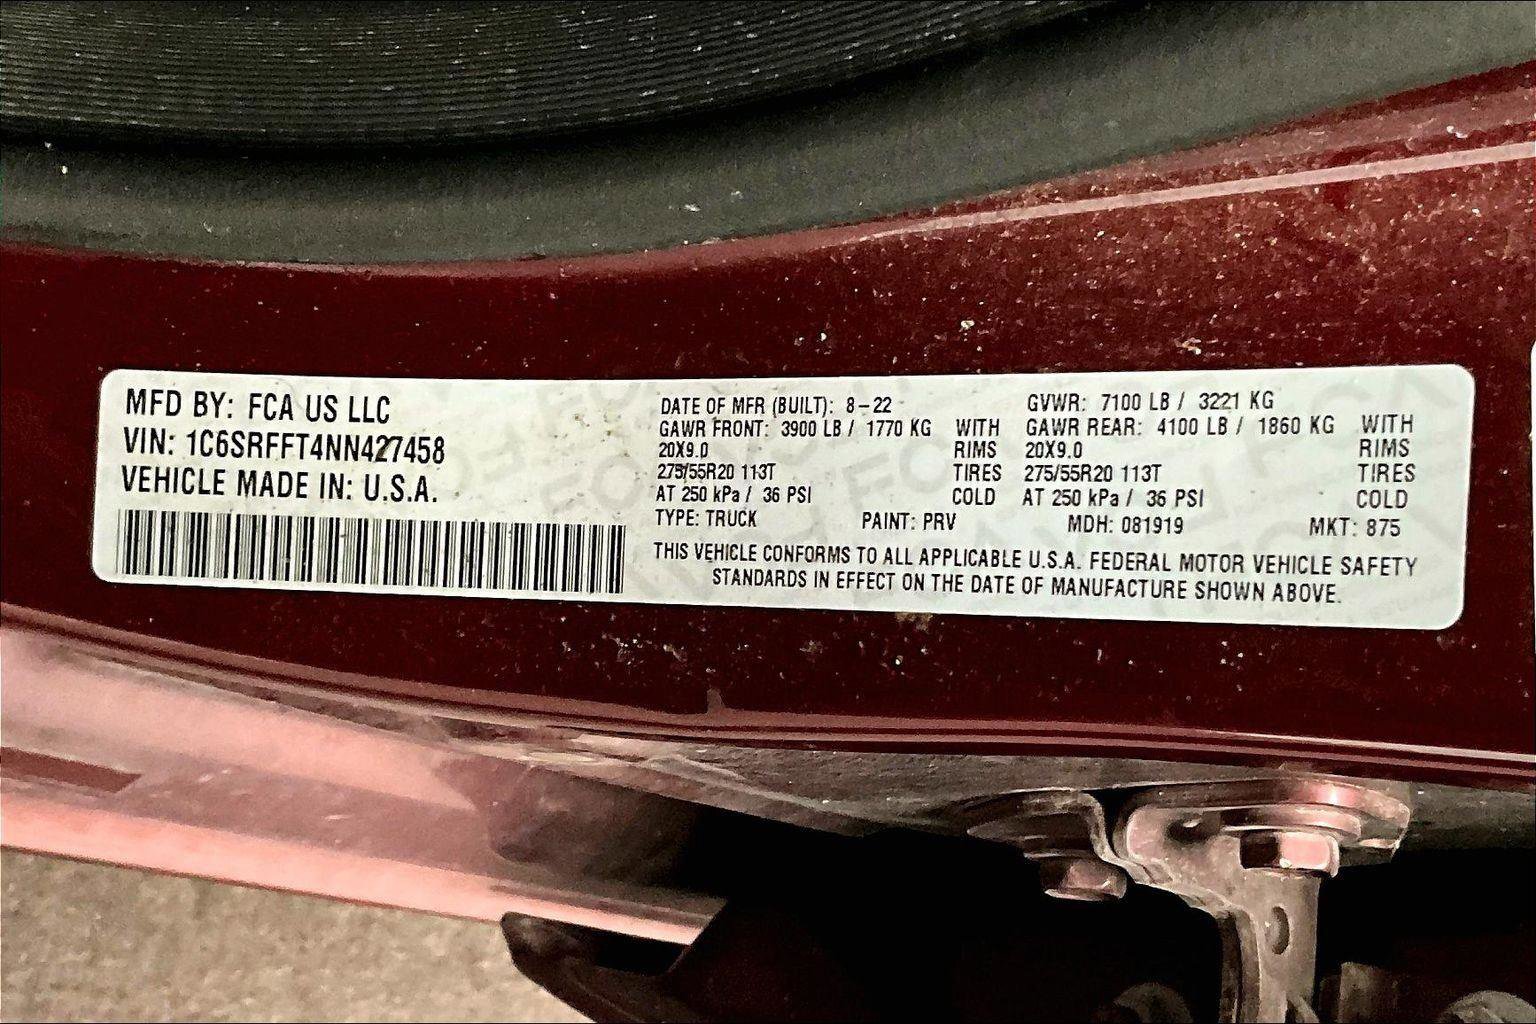 MFD BY: FCA US LLC
VIN: 1C6SRFFT4NN427458
VEHICLE MADE IN: U.S.A.
DATE OF MFR (BUILT): 8-22 GVWR: 7100 LB / 3221 KG
GAWR FRONT: 3900 LB / 1770 KG WITH GAWR REAR: 4100 LB / 1860 KG WITH
20X9.0 RIMS 20X9.0 RIMS
275/55R20 113T TIRES 275/55R20 113T TIRES
AT 250 kPa / 36 PSI COLD AT 250 kPa / 36 PSI COLD
TYPE: TRUCK PAINT: PRV MDH: 081919 MKT: 875
THIS VEHICLE CONFORMS TO ALL APPLICABLE U.S.A. FEDERAL MOTOR VEHICLE SAFETY
STANDARDS IN EFFECT ON THE DATE OF MANUFACTURE SHOWN ABOVE.